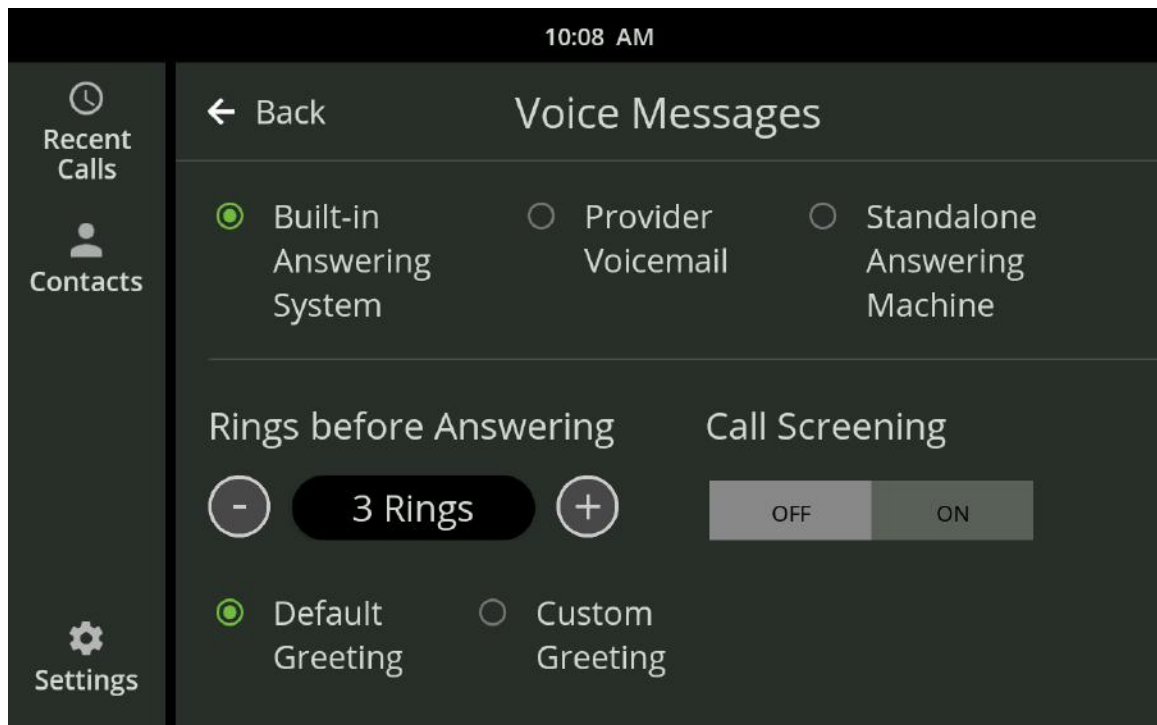 10:08 AM
Recent
Calls
Contacts
Settings
← Back
Voice Messages
Built-in
Answering
System
Provider
Voicemail
Standalone
Answering
Machine
Rings before Answering
- 3 Rings +
Call Screening
OFF ON
Default
Greeting
Custom
Greeting